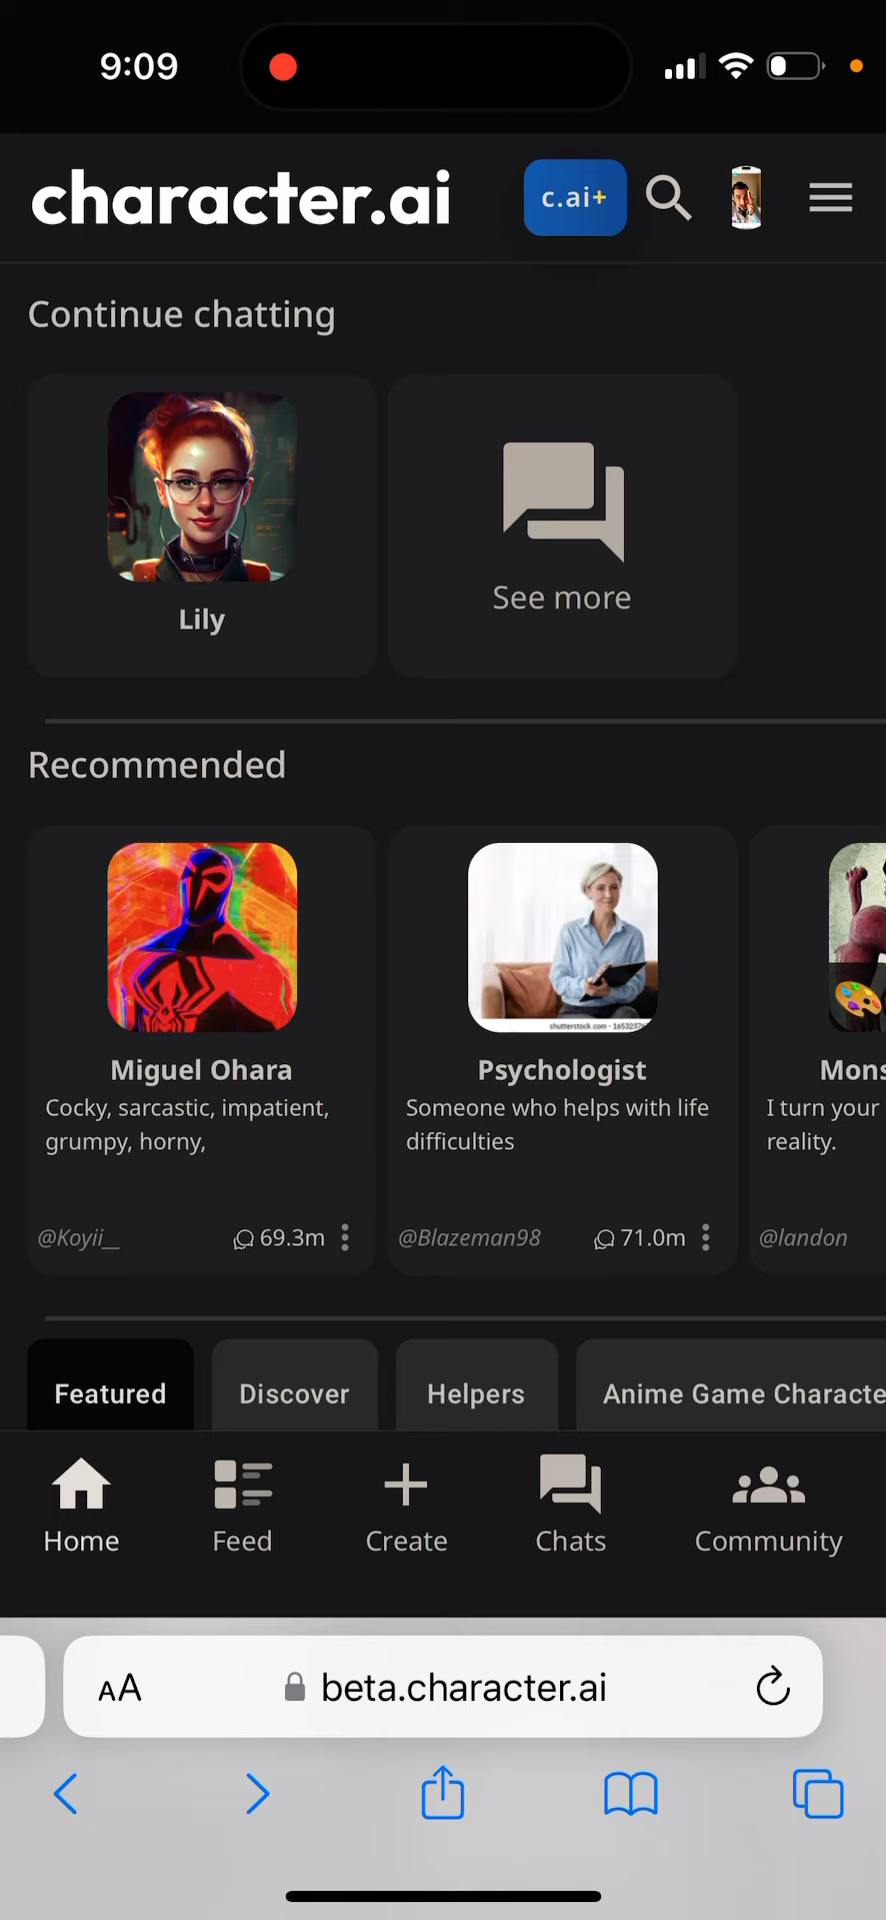 9:09
character.ai
c.ai+
Continue chatting
Lily
See more
Recommended
Miguel Ohara
Cocky, sarcastic, impatient,
grumpy, horny,
@Koyii__
69.3m
Psychologist
Someone who helps with life
difficulties
@Blazeman98
71.0m
Mons
I turn your
reality.
@landon
Featured
Discover
Helpers
Anime Game Characte
Home
Feed
Create
Chats
Community
AA
beta.character.ai